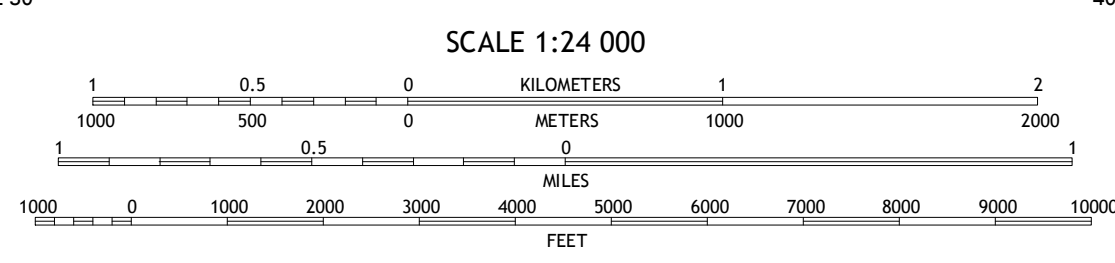 SCALE 1:24 000
1 0.5 0 KILOMETERS 1 2
1000 500 0 METERS 1000 2000
1 0.5 0 1
MILES
1000 0 1000 2000 3000 4000 5000 6000 7000 8000 9000 10000
FEET